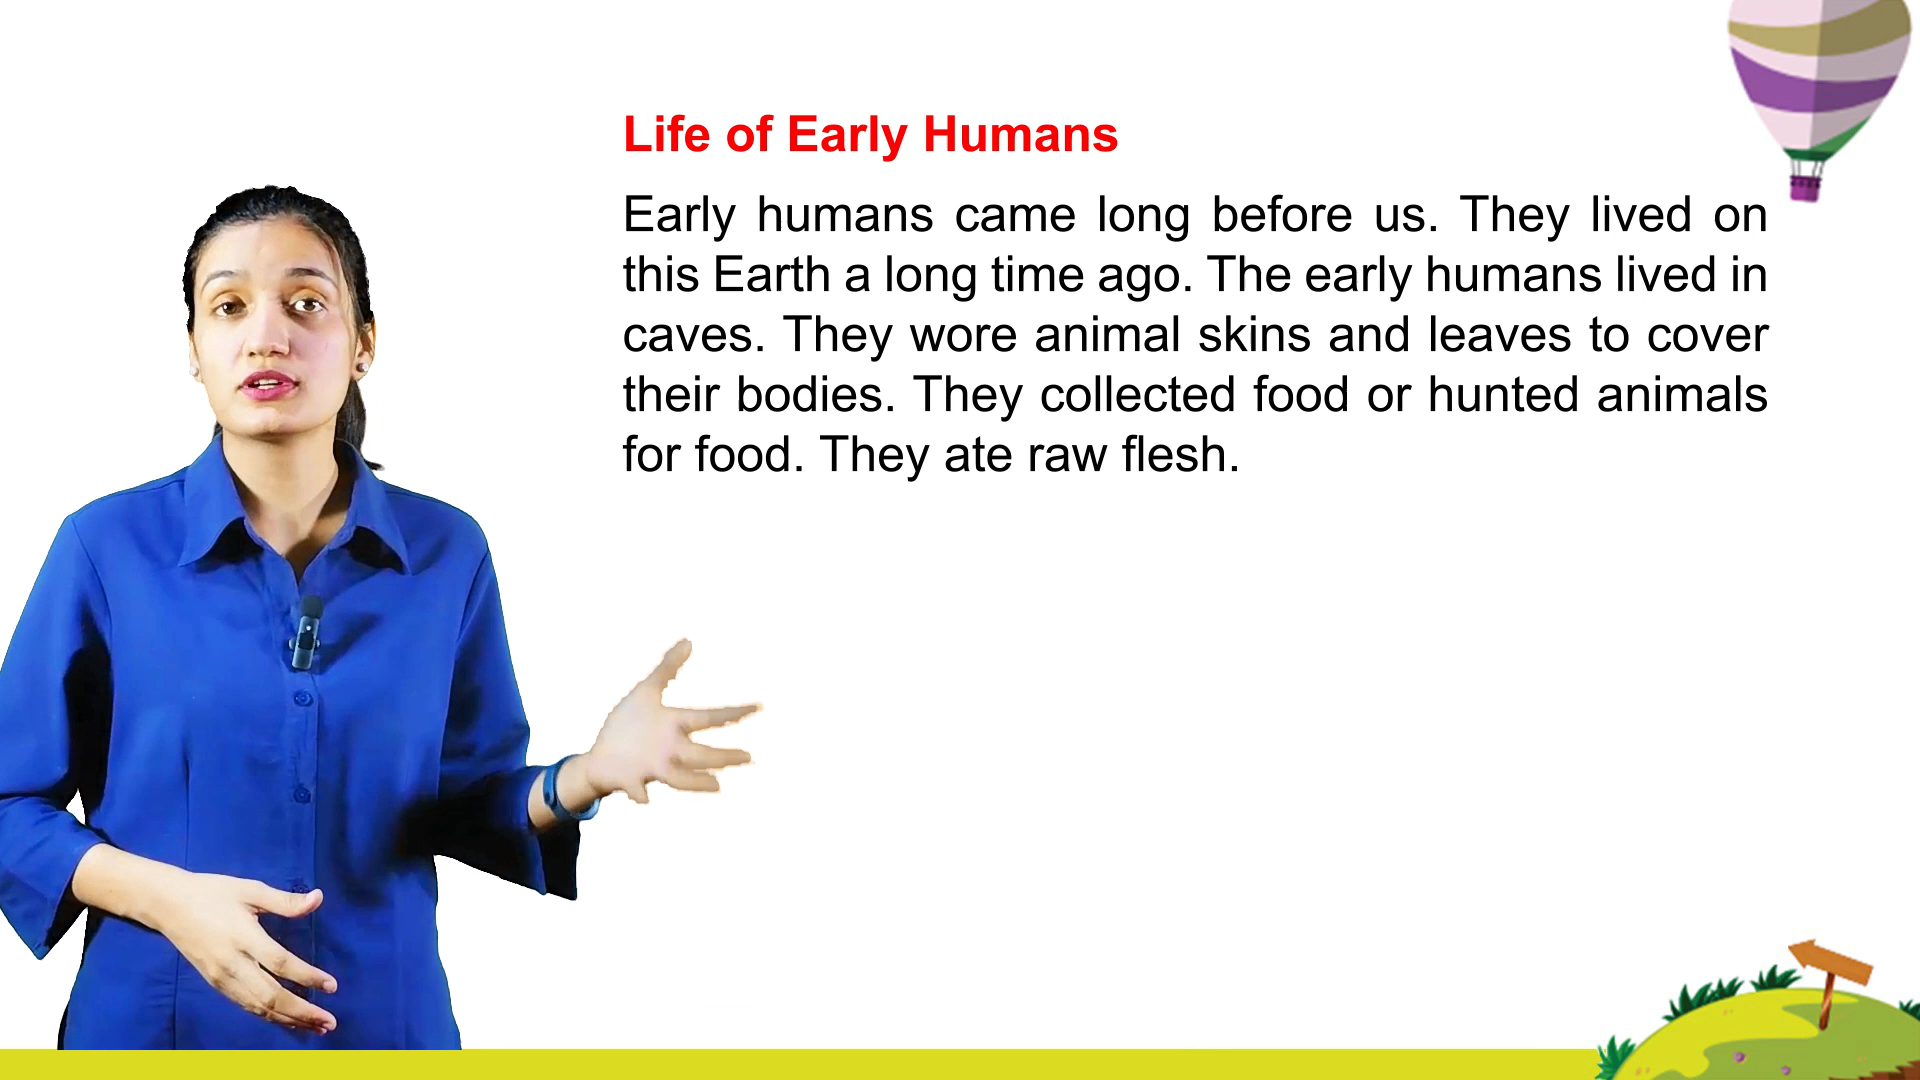 Life of Early Humans
Early humans came long before us. They lived on
this Earth a long time ago. The early humans lived in
caves. They wore animal skins and leaves to cover
their bodies. They collected food or hunted animals
for food. They ate raw flesh.